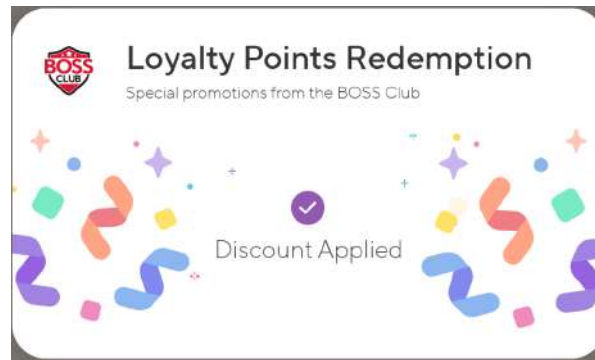 BOSS
CLUB
Loyalty Points Redemption
Special promotions from the BOSS Club
Discount Applied